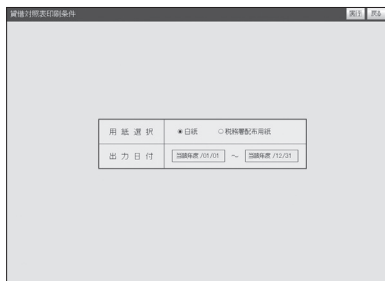 貸借対照表印刷条件 実行 戻る
用紙選択 ●白紙 ○税務署配布用紙
出力日付 当該年度/01/01 ～ 当該年度/12/31